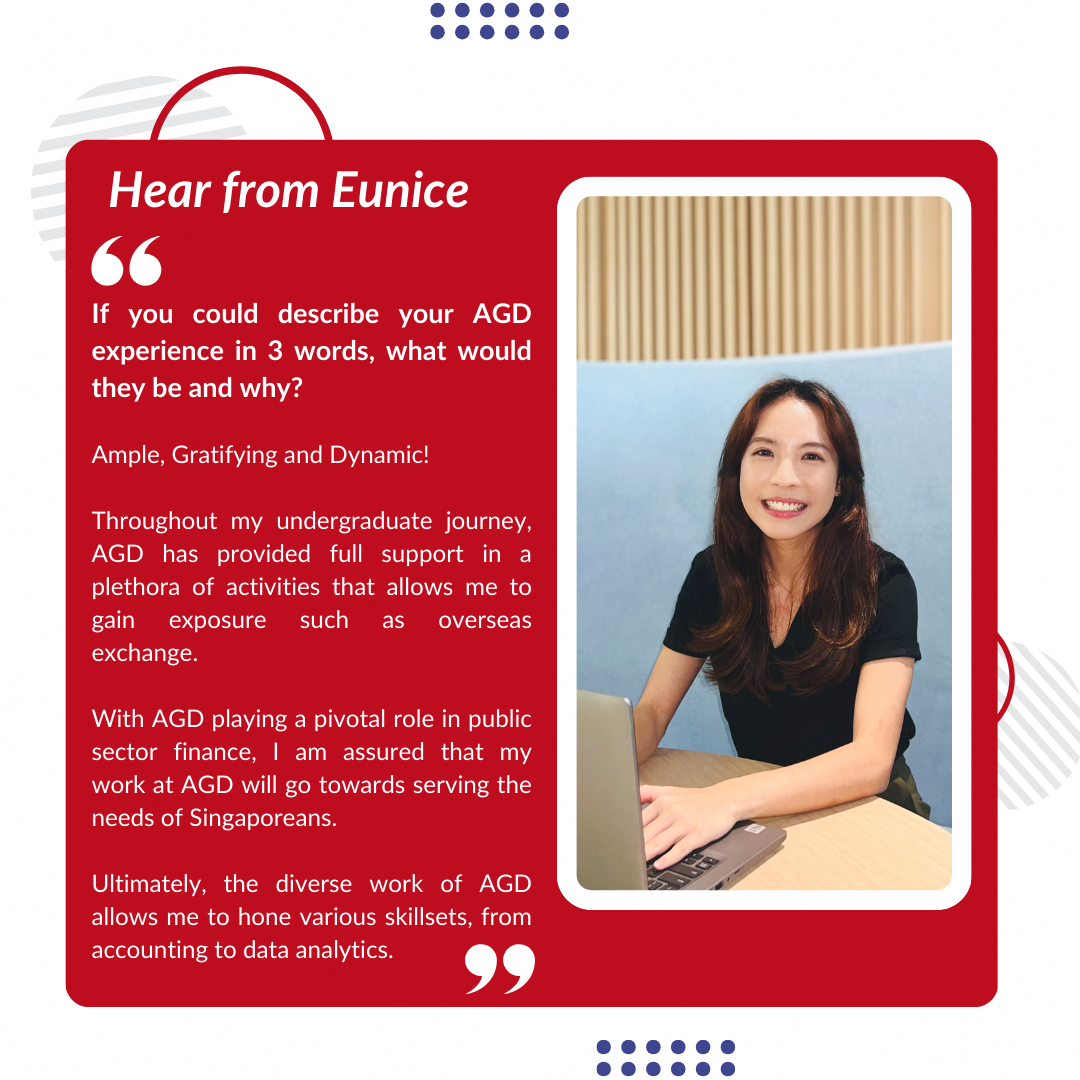 Hear from Eunice
“
If you could describe your AGD
experience in 3 words, what would
they be and why?
Ample, Gratifying and Dynamic!
Throughout my undergraduate journey,
AGD has provided full support in a
plethora of activities that allows me to
gain exposure such as overseas
exchange.
With AGD playing a pivotal role in public
sector finance, I am assured that my
work at AGD will go towards serving the
needs of Singaporeans.
Ultimately, the diverse work of AGD
allows me to hone various skillsets, from
accounting to data analytics.
”